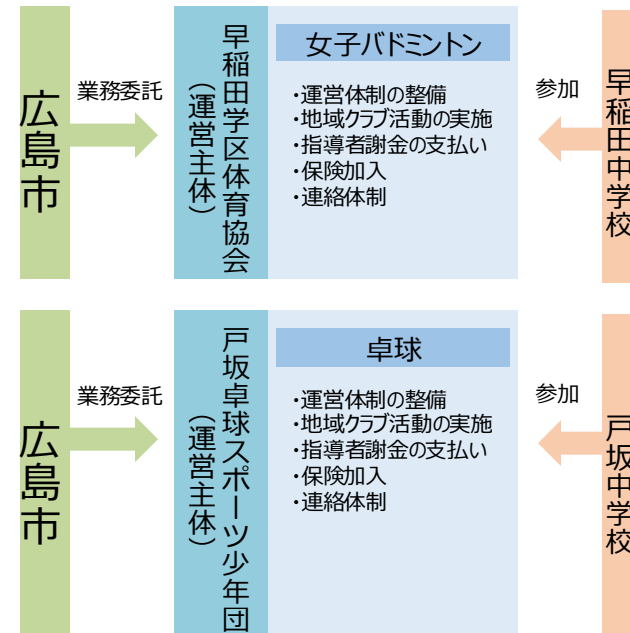 広島市
業務委託
早稲田学区体育協会
（運営主体）
女子バドミントン
・運営体制の整備
・地域クラブ活動の実施
・指導者謝金の支払い
・保険加入
・連絡体制
参加
早稲田中学校
広島市
業務委託
戸坂卓球スポーツ少年団
（運営主体）
卓球
・運営体制の整備
・地域クラブ活動の実施
・指導者謝金の支払い
・保険加入
・連絡体制
参加
戸坂中学校